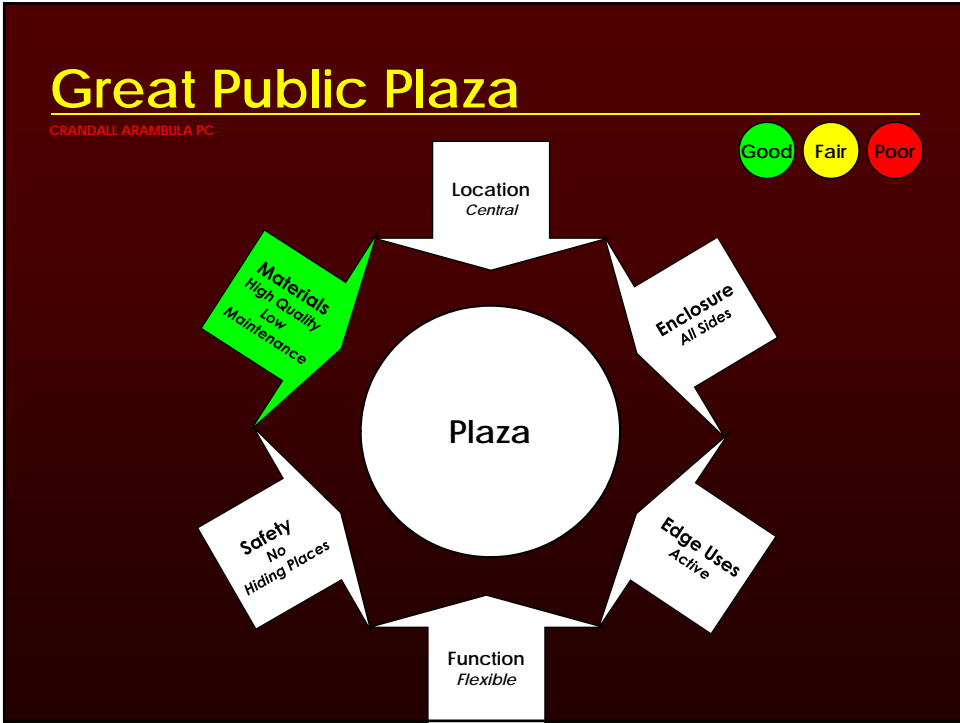 Great Public Plaza
CRANDALL ARAMBULA PC
Good
Fair
Poor
Location
Central
Materials
High Quality
Low
Maintenance
Enclosure
All Sides
Plaza
Safety
No
Hiding Places
Edge Uses
Active
Function
Flexible